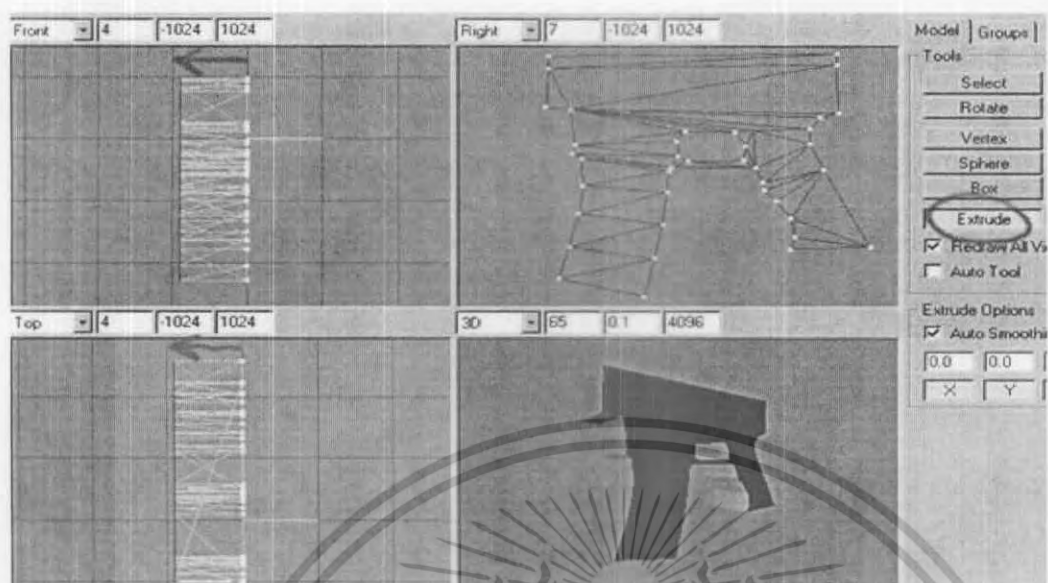 Front 4 -1024 1024
Right 7 -1024 1024
Model Groups
Tools
Select
Rotate
Vertex
Sphere
Box
Extrude
Redraw All Vi
Auto Tool
Top 4 -1024 1024
3D 65 0.1 4096
Extrude Options
Auto Smoothi
0.0 0.0
X Y